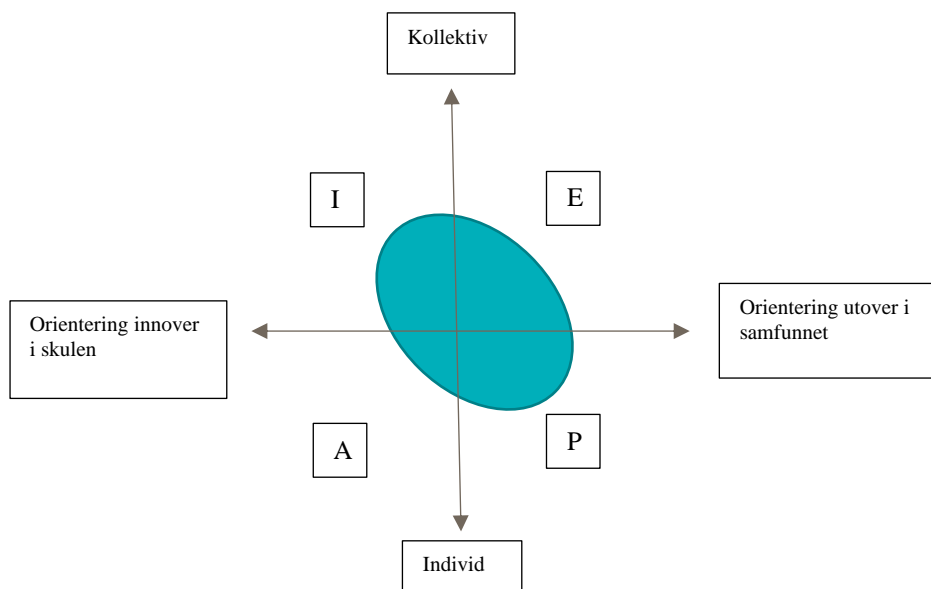 Kollektiv
I
E
Orientering innover
i skulen
Orientering utover i
samfunnet
A
P
Individ